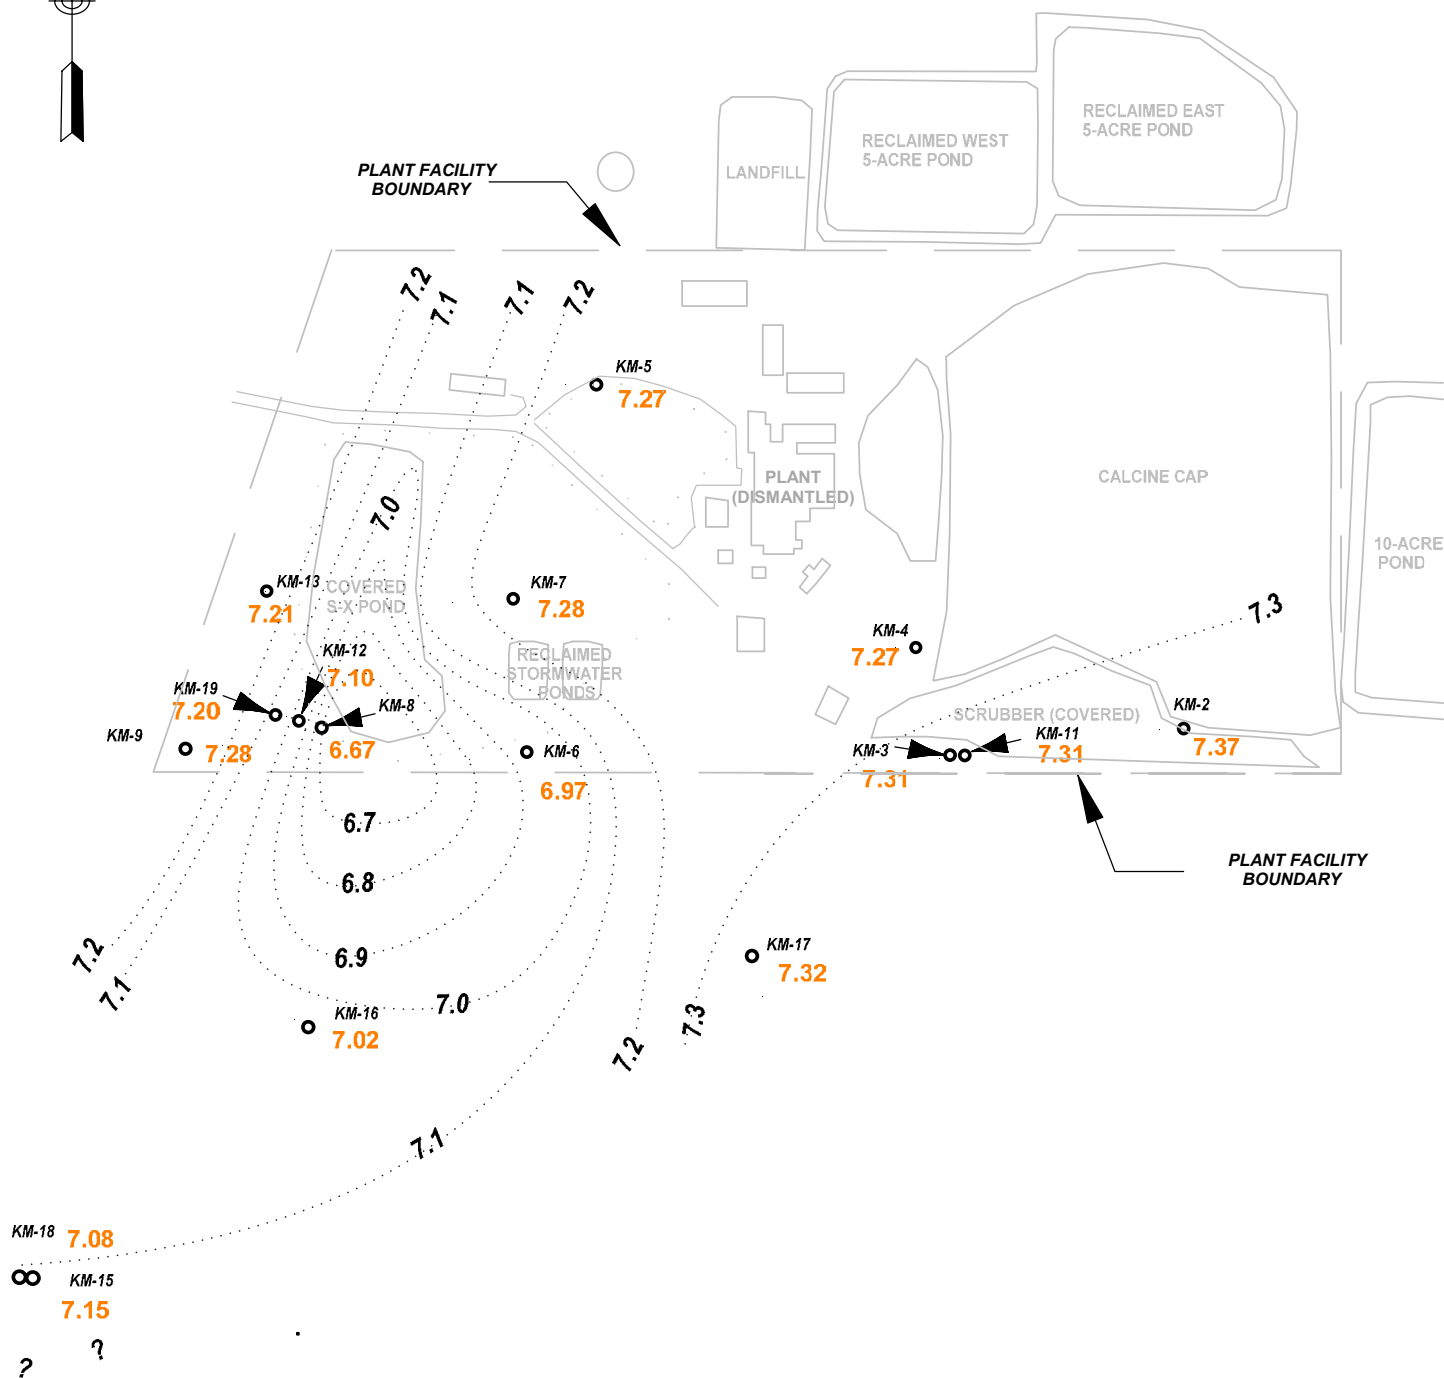 RECLAIMED EAST
5-ACRE POND
RECLAIMED WEST
5-ACRE POND
LANDFILL
PLANT FACILITY
BOUNDARY
7.2
7.1
7.1
7.2
KM-5
7.27
7.0
PLANT
(DISMANTLED)
CALCINE CAP
10-ACRE
POND
KM-13
7.21
COVERED
S-X POND
KM-7
7.28
7.3
KM-4
7.27
KM-12
7.10
RECLAIMED
STORMWATER
PONDS
KM-19
7.20
KM-8
6.67
KM-9
7.28
KM-6
6.97
SCRUBBER (COVERED)
KM-2
7.37
KM-3
7.31
KM-11
7.31
6.7
6.8
PLANT FACILITY
BOUNDARY
6.9
7.2
7.1
7.0
KM-17
7.32
KM-16
7.02
7.2
7.3
7.1
KM-18
7.08
KM-15
7.15
?
?